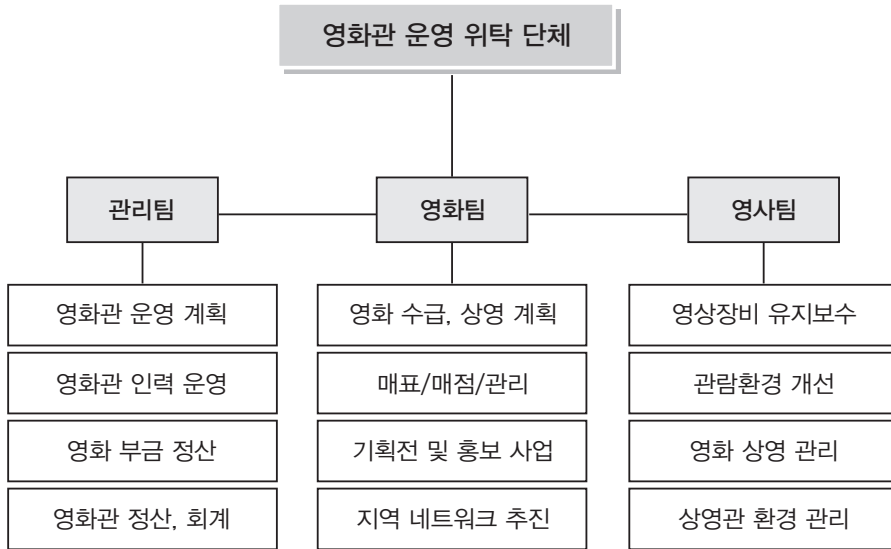 영화관 운영 위탁 단체
관리팀
영화팀
영사팀
영화관 운영 계획
영화 수급, 상영 계획
영상장비 유지보수
영화관 인력 운영
매표/매점/관리
관람환경 개선
영화 부금 정산
기획전 및 홍보 사업
영화 상영 관리
영화관 정산, 회계
지역 네트워크 추진
상영관 환경 관리